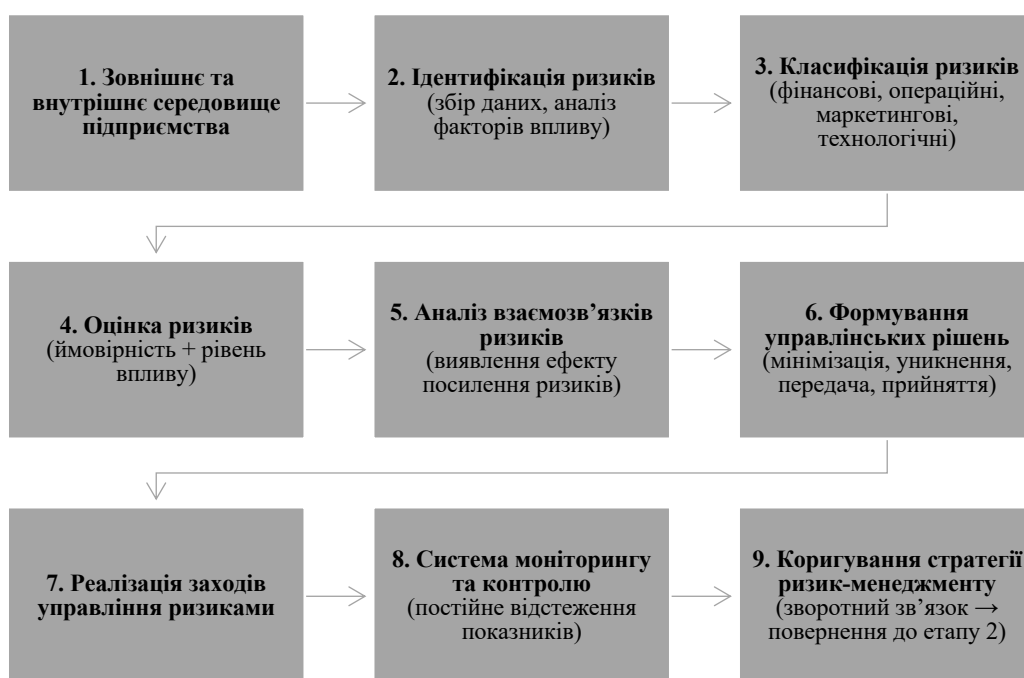 1. Зовнішнє та
внутрішнє середовище
підприємства
2. Ідентифікація ризиків
(збір даних, аналіз
факторів впливу)
3. Класифікація ризиків
(фінансові, операційні,
маркетингові,
технологічні)
4. Оцінка ризиків
(ймовірність + рівень
впливу)
5. Аналіз взаємозв’язків
ризиків
(виявлення ефекту
посилення ризиків)
6. Формування
управлінських рішень
(мінімізація, уникнення,
передача, прийняття)
7. Реалізація заходів
управління ризиками
8. Система моніторингу
та контролю
(постійне відстеження
показників)
9. Коригування стратегії
ризик-менеджменту
(зворотний зв’язок →
повернення до етапу 2)